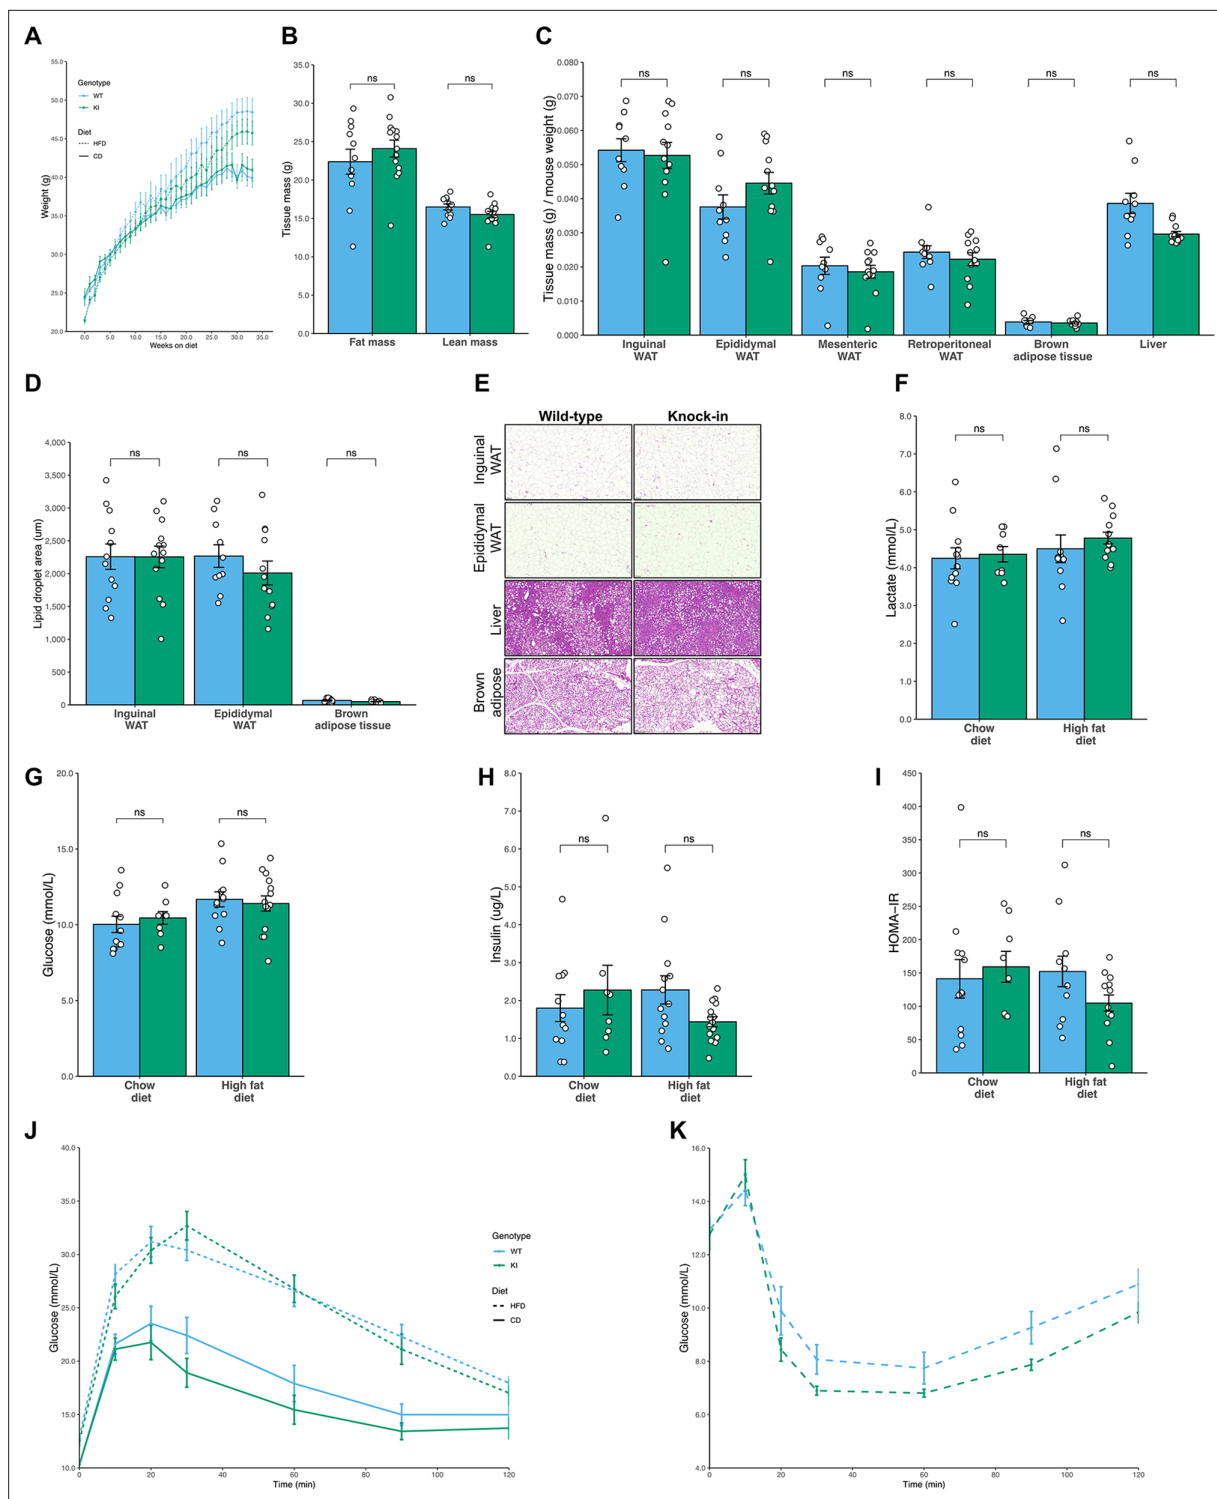 A
Genotype
WT
KI
Diet
HFD
CD
Weight (g)
55.0
50.0
45.0
40.0
35.0
30.0
25.0
20.0
0.0
5.0
10.0
15.0
20.0
25.0
30.0
35.0
Weeks on diet
B
Tissue mass (g)
35.0
30.0
25.0
20.0
15.0
10.0
5.0
0.0
ns
ns
Fat mass
Lean mass
C
Tissue mass (g) / mouse weight (g)
0.080
0.070
0.060
0.050
0.040
0.030
0.020
0.010
0.000
ns
ns
ns
ns
ns
ns
Inguinal
WAT
Epididymal
WAT
Mesenteric
WAT
Retroperitoneal
WAT
Brown
adipose tissue
Liver
D
Lipid droplet area (um)
4,000
3,500
3,000
2,500
2,000
1,500
1,000
500
0
ns
ns
ns
Inguinal
WAT
Epididymal
WAT
Brown
adipose tissue
E
Wild-type
Knock-in
Inguinal
WAT
Epididymal
WAT
Liver
Brown
adipose
F
Lactate (mmol/L)
8.0
7.0
6.0
5.0
4.0
3.0
2.0
1.0
0.0
ns
ns
Chow
diet
High fat
diet
G
Glucose (mmol/L)
20.0
15.0
10.0
5.0
0.0
ns
ns
Chow
diet
High fat
diet
H
Insulin (ug/L)
8.0
7.0
6.0
5.0
4.0
3.0
2.0
1.0
0.0
ns
ns
Chow
diet
High fat
diet
I
HOMA−IR
450
400
350
300
250
200
150
100
50
0
ns
ns
Chow
diet
High fat
diet
J
Glucose (mmol/L)
40.0
35.0
30.0
25.0
20.0
15.0
10.0
0
20
40
60
80
100
120
Time (min)
Genotype
WT
KI
Diet
HFD
CD
K
Glucose (mmol/L)
16.0
14.0
12.0
10.0
8.0
6.0
4.0
0
20
40
60
80
100
120
Time (min)